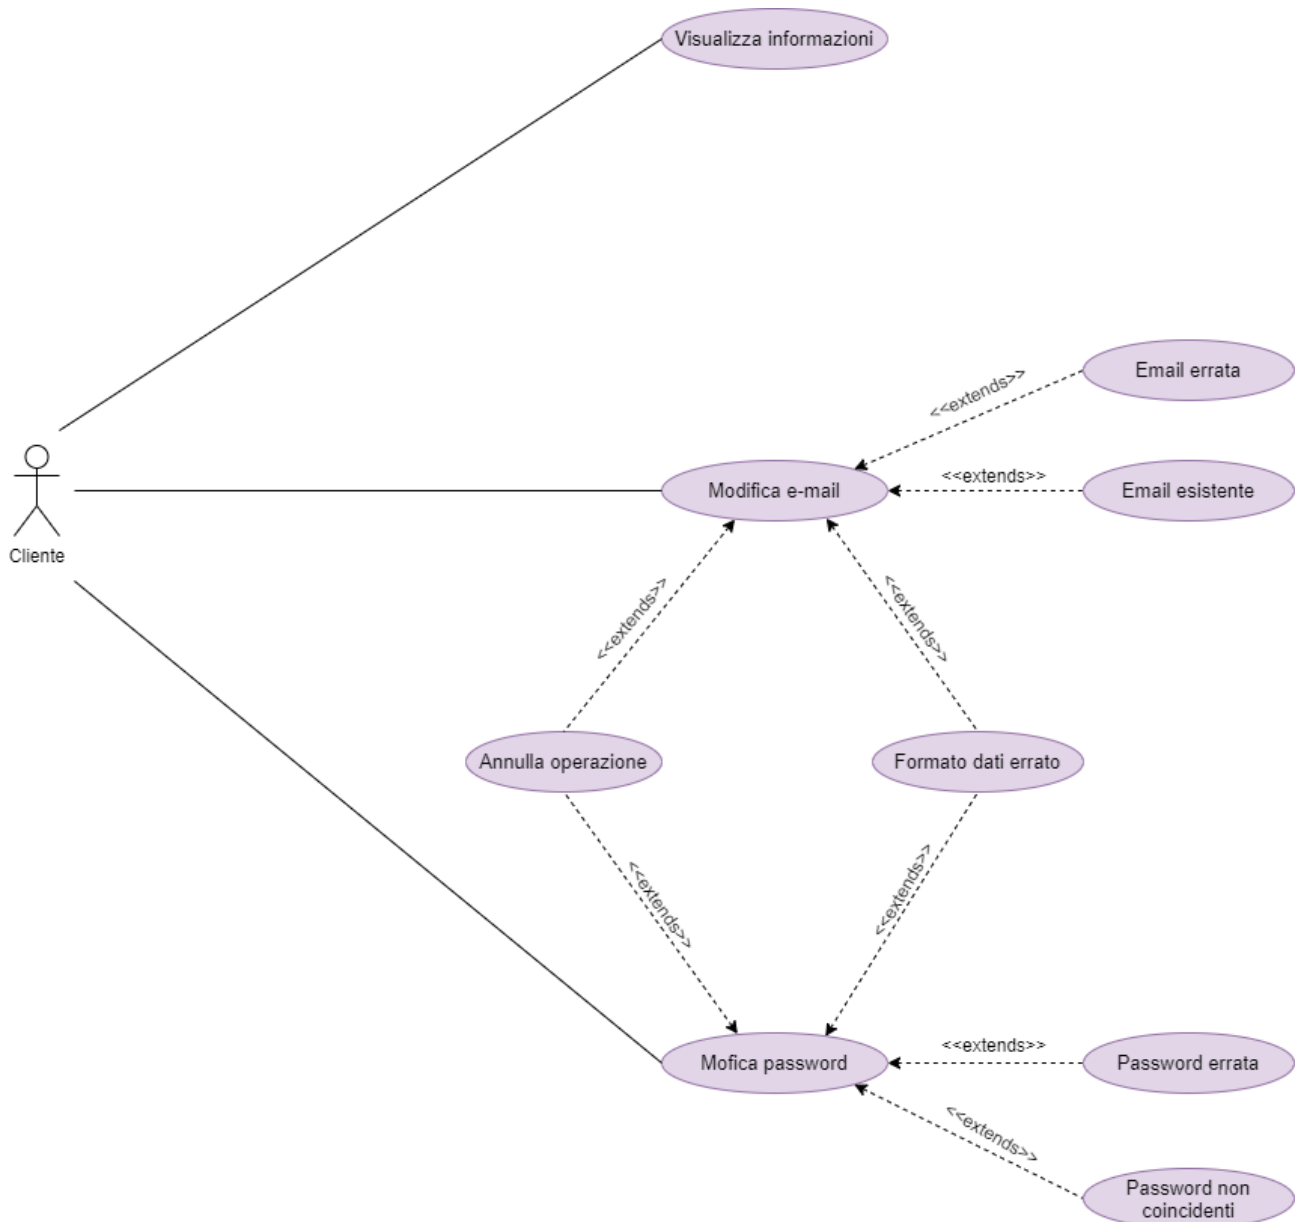 Visualizza informazioni
Email errata
<<extends>>
Modifica e-mail
<<extends>>
Email esistente
Cliente
<<extends>>
<<extends>>
Annulla operazione
Formato dati errato
<<extends>>
<<extends>>
Mofica password
<<extends>>
Password errata
<<extends>>
Password non
coincidenti